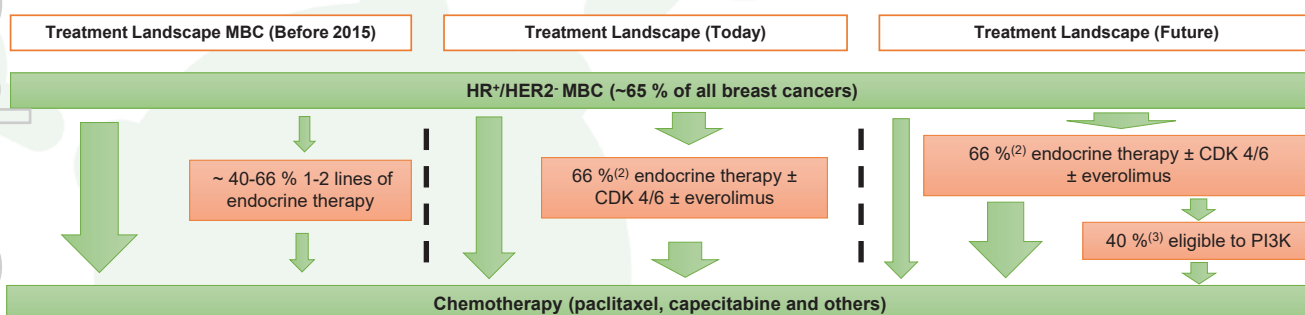 Treatment Landscape MBC (Before 2015)
Treatment Landscape (Today)
Treatment Landscape (Future)
HR⁺/HER2⁻ MBC (~65 % of all breast cancers)
~ 40-66 % 1-2 lines of
endocrine therapy
66 %⁽²⁾ endocrine therapy ±
CDK 4/6 ± everolimus
66 %⁽²⁾ endocrine therapy ± CDK 4/6
± everolimus
40 %⁽³⁾ eligible to PI3K
Chemotherapy (paclitaxel, capecitabine and others)